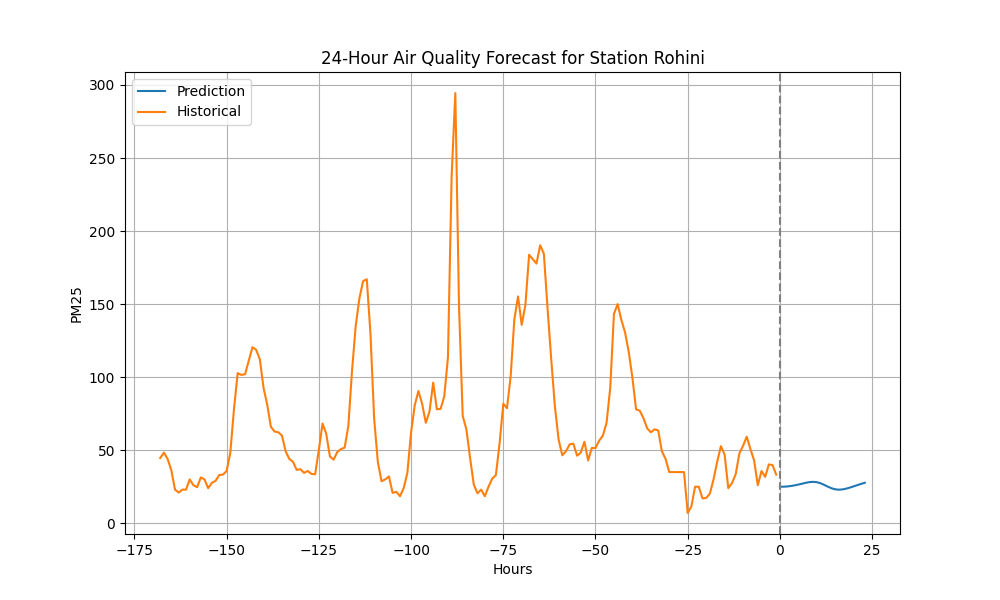 24-Hour Air Quality Forecast for Station Rohini
Prediction
Historical
300
250
200
150
100
50
0
PM25
−175 −150 −125 −100 −75 −50 −25 0 25
Hours